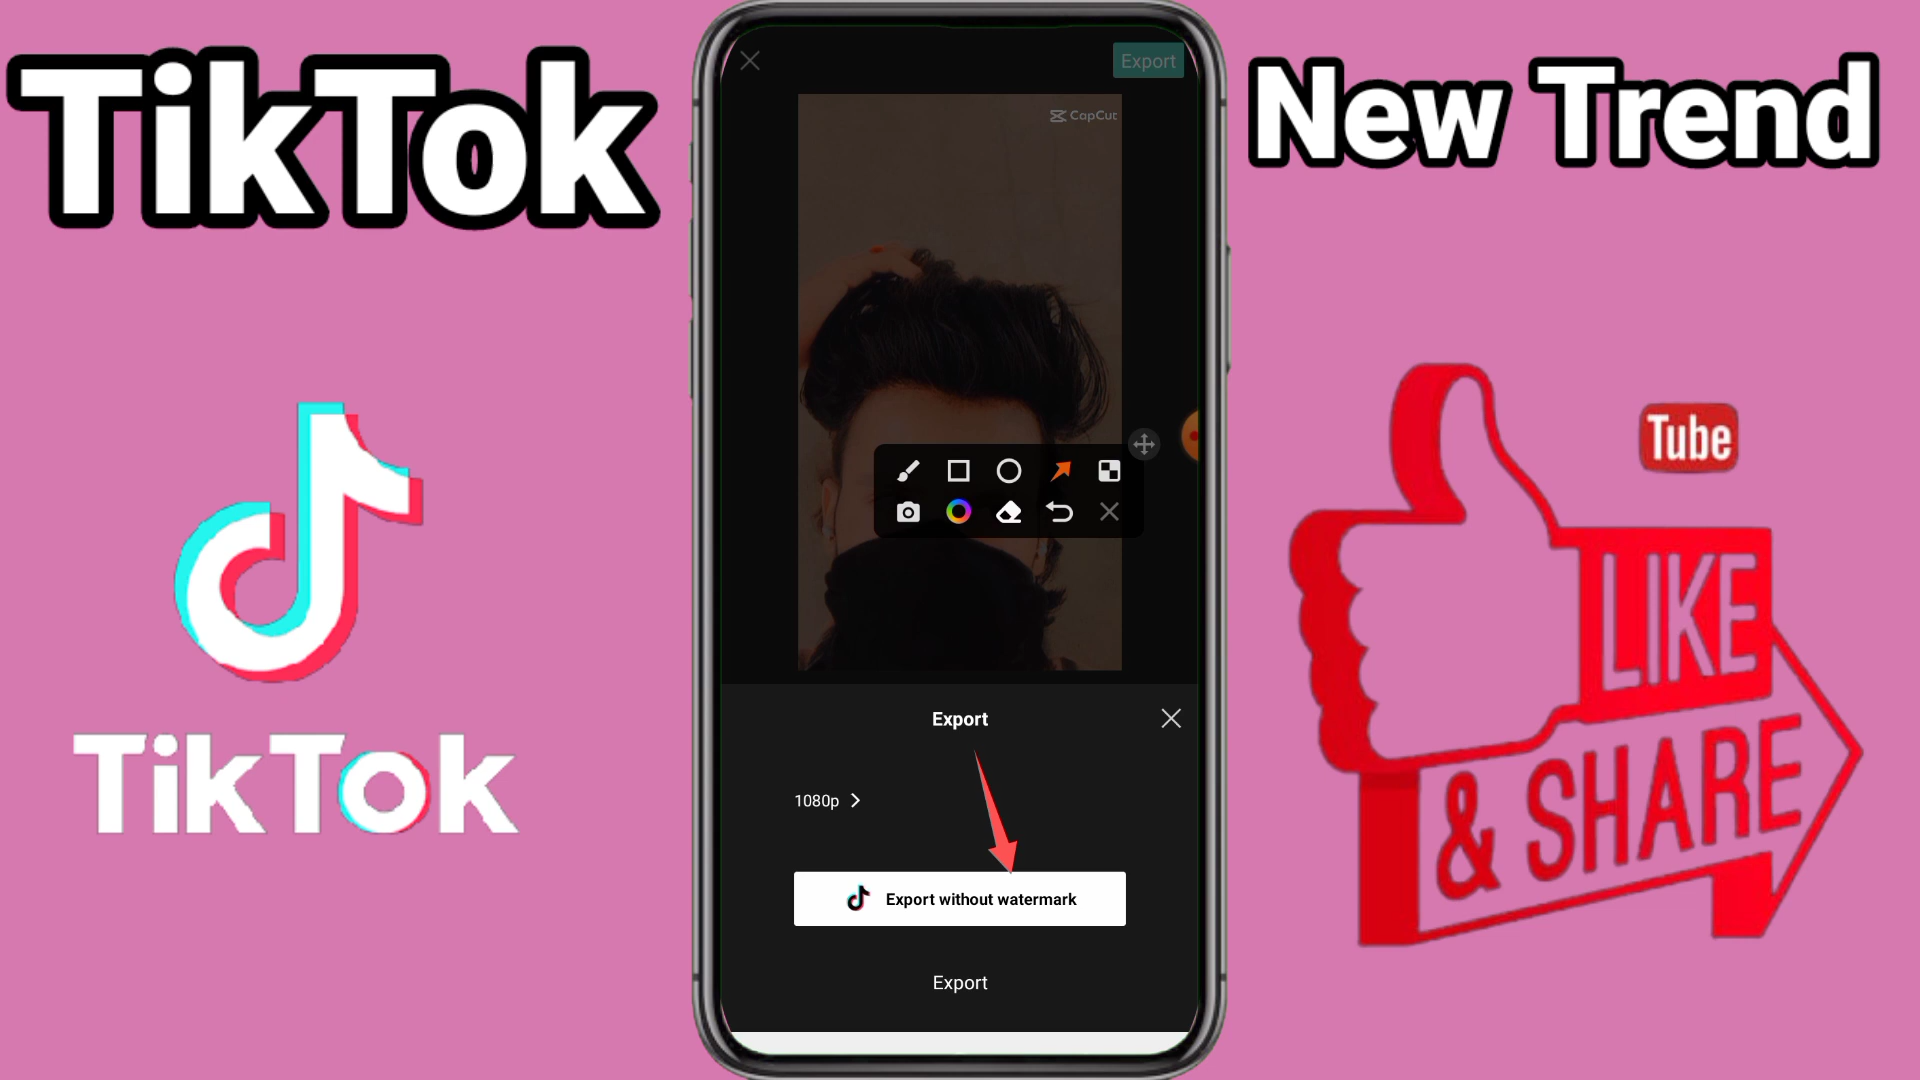 TikTok
New Trend
Export
CapCut
Tube
TikTok
LIKE
& SHARE
Export
1080p
Export without watermark
Export